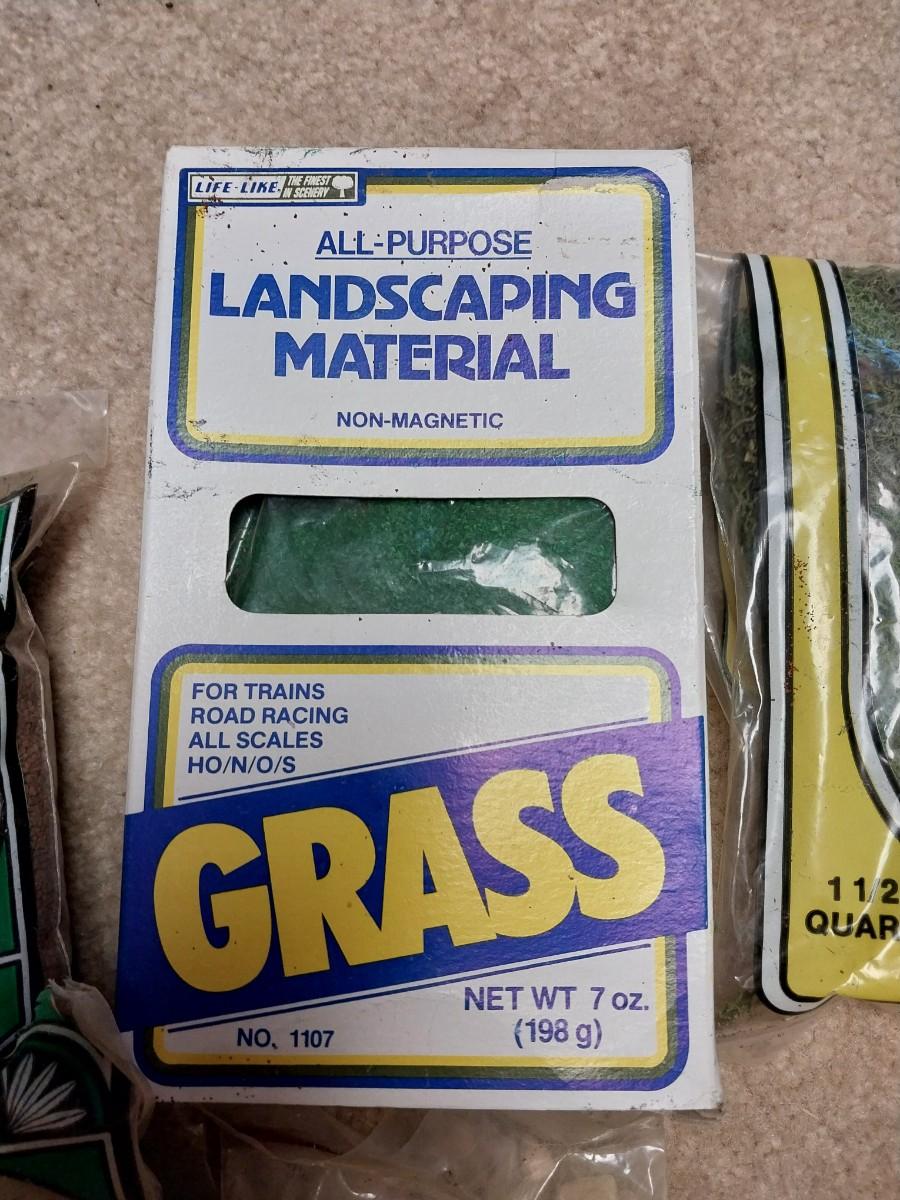 LIFE-LIKE. THE FINEST
IN SCENERY
ALL-PURPOSE
LANDSCAPING
MATERIAL
NON-MAGNETIC
FOR TRAINS
ROAD RACING
ALL SCALES
HO/N/O/S
GRASS
NET WT 7 oz.
(198 g)
NO. 1107
1 1/2
QUAR